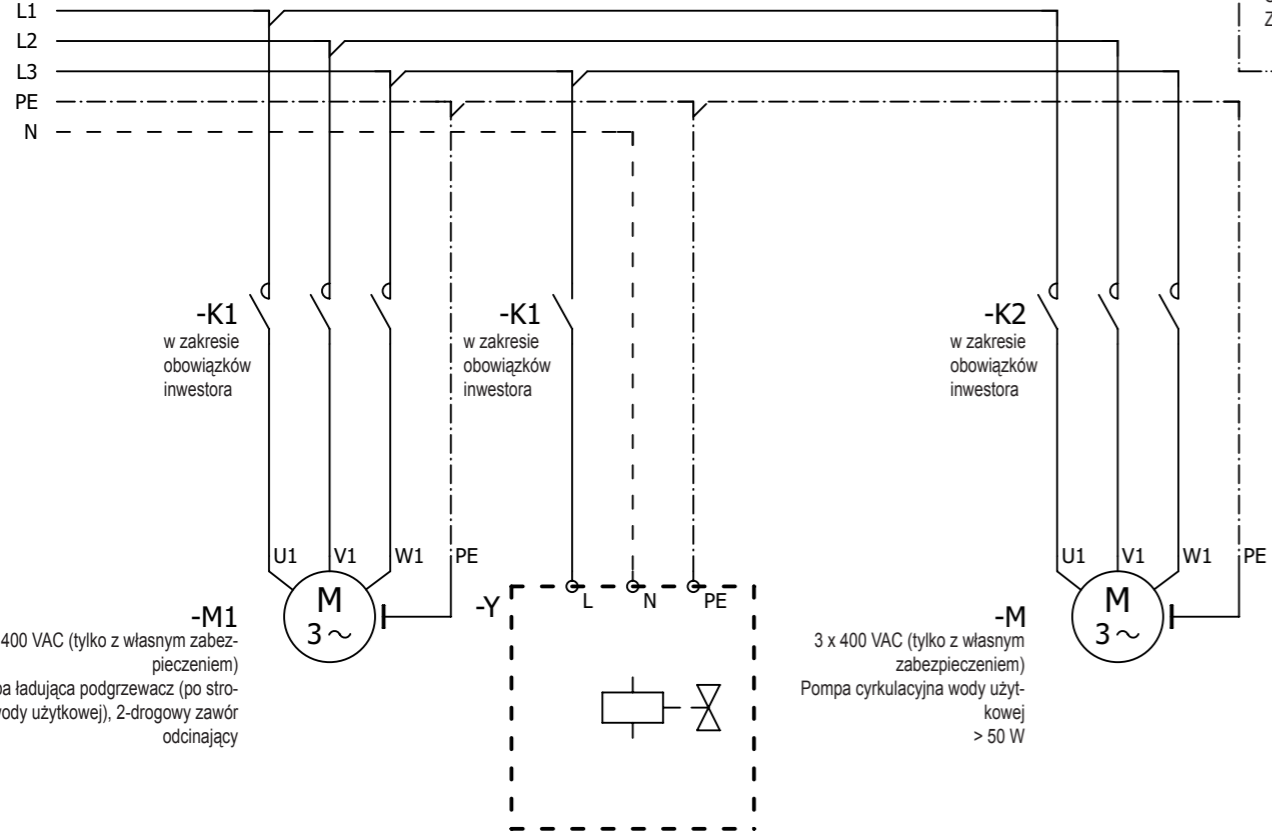 L1
L2
L3
PE
N
Z
-K1
w zakresie
obowiązków
inwestora
-K1
w zakresie
obowiązków
inwestora
-K2
w zakresie
obowiązków
inwestora
U1 V1 W1 PE
M
3 ~
-M1
400 VAC (tylko z własnym zabez-
pieczeniem)
ładująca podgrzewacz (po stro-
wody użytkowej), 2-drogowy zawór
odcinający
-Y
L N PE
U1 V1 W1 PE
M
3 ~
-M
3 x 400 VAC (tylko z własnym
zabezpieczeniem)
Pompa cyrkulacyjna wody użyt-
kowej
> 50 W